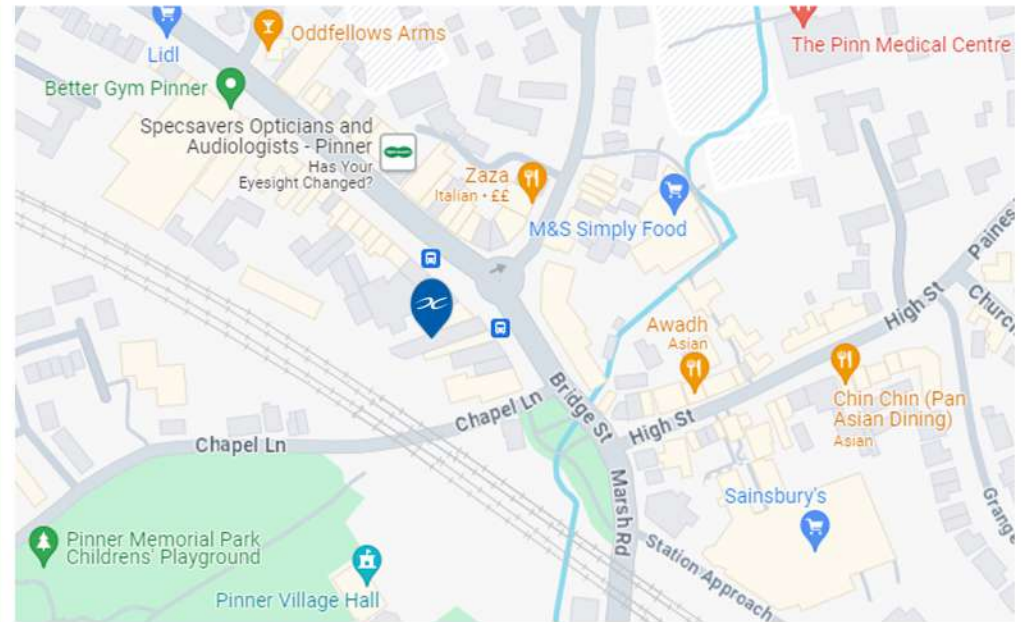 Oddfellows Arms
Lidl
The Pinn Medical Centre
Better Gym Pinner
Specsavers Opticians and
Audiologists - Pinner
Has Your
Eyesight Changed?
Zaza
Italian • ££
M&S Simply Food
Paines
High St
Church
Awadh
Asian
Bridge St
Chin Chin (Pan
Asian Dining)
Asian
Chapel Ln
High St
Chapel Ln
Marsh Rd
Sainsbury's
Grange
Pinner Memorial Park
Childrens' Playground
Station Approach
Pinner Village Hall